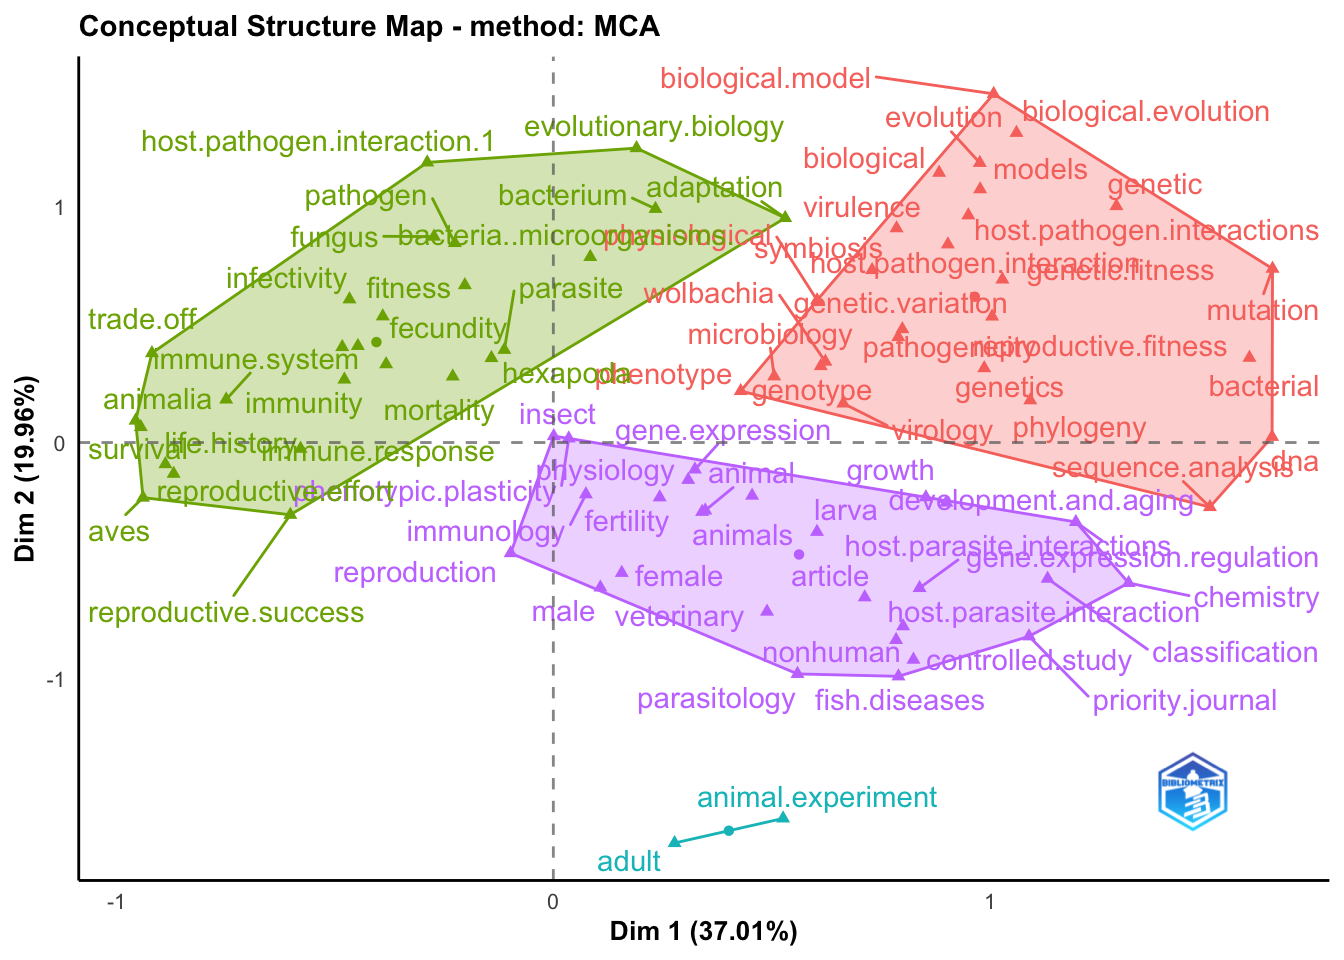 Conceptual Structure Map - method: MCA
biological.model
evolution
biological.evolution
evolutionary.biology
host.pathogen.interaction.1
biological
models
genetic
pathogen
bacterium
adaptation
virulence
fungus
bacteria..microorganisms
physiological
symbiosis
host.pathogen.interactions
host.pathogen.interaction
genetic.fitness
infectivity
fitness
parasite
wolbachia
genetic.variation
mutation
trade.off
fecundity
microbiology
pathogenicity
reproductive.fitness
immune.system
hexapoda
phenotype
genotype
genetics
bacterial
animalia
immunity
mortality
insect
gene.expression
virology
phylogeny
survival
life.history
immune.response
physiology
animal
growth
sequence.analysis
dna
reproductive.effort
phenotypic.plasticity
development.and.aging
aves
immunology
fertility
larva
animals
host.parasite.interactions
gene.expression.regulation
reproduction
female
article
chemistry
reproductive.success
male
veterinary
host.parasite.interaction
nonhuman
controlled.study
classification
parasitology
fish.diseases
priority.journal
animal.experiment
adult
BIBLIOMETRIX
1
0
-1
Dim 2 (19.96%)
-1
0
1
Dim 1 (37.01%)